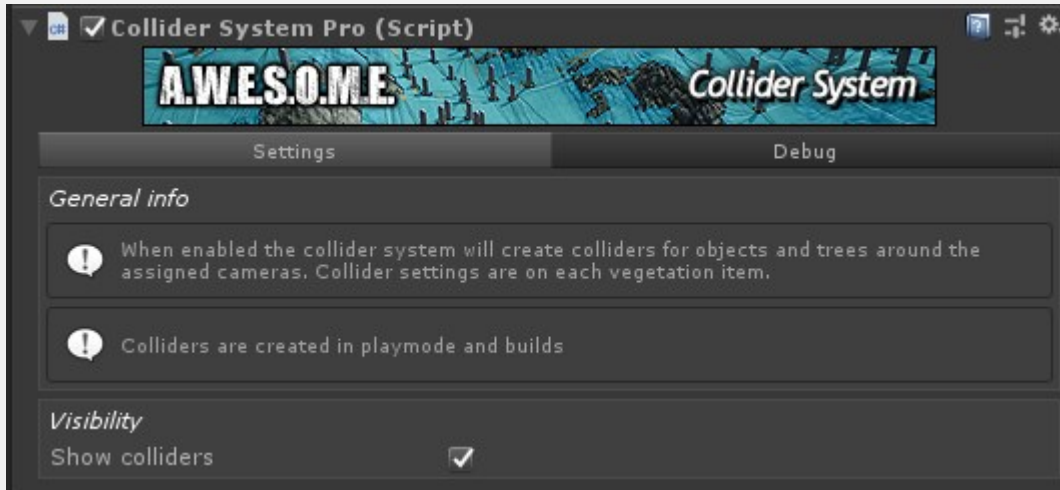 Collider System Pro (Script)
A.W.E.S.O.M.E. Collider System
Settings Debug
General info
When enabled the collider system will create colliders for objects and trees around the
assigned cameras. Collider settings are on each vegetation item.
Colliders are created in playmode and builds
Visibility
Show colliders